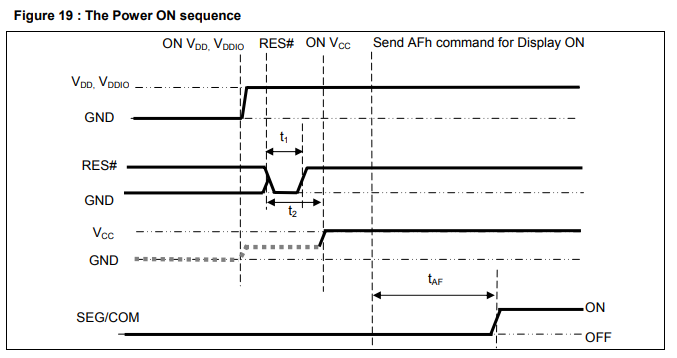 Figure 19 : The Power ON sequence
ON VDD, VDDIO RES# ON VCC Send AFh command for Display ON
VDD, VDDIO
GND
t1
RES#
GND
t2
VCC
GND
tAF
ON
SEG/COM
OFF